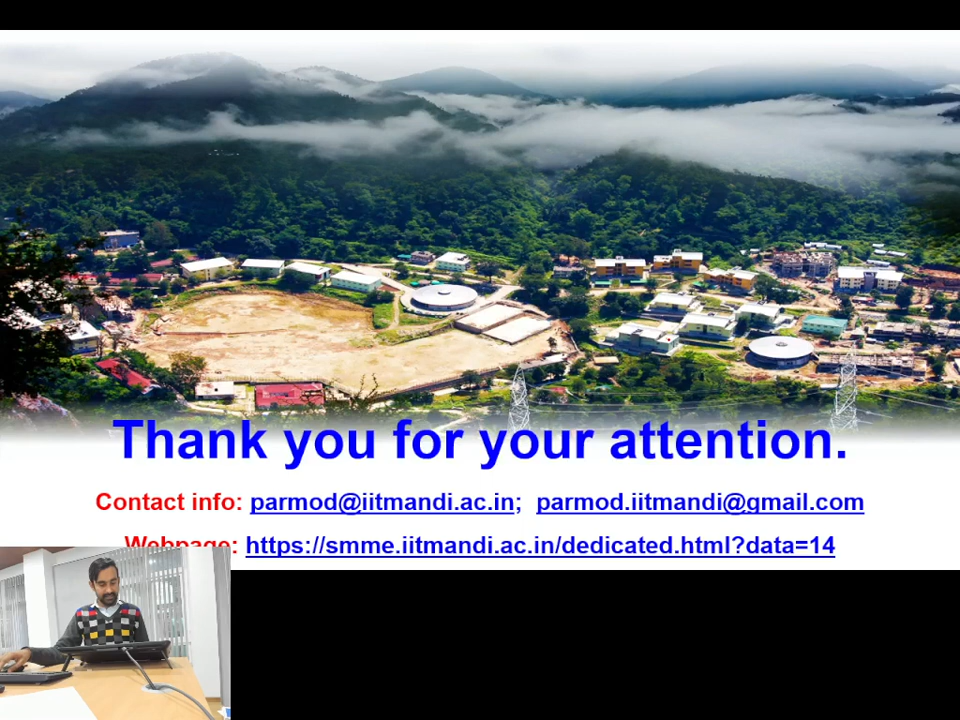 Thank you for your attention.
Contact info: parmod@iitmandi.ac.in; parmod.iitmandi@gmail.com
Webpage: https://smme.iitmandi.ac.in/dedicated.html?data=14